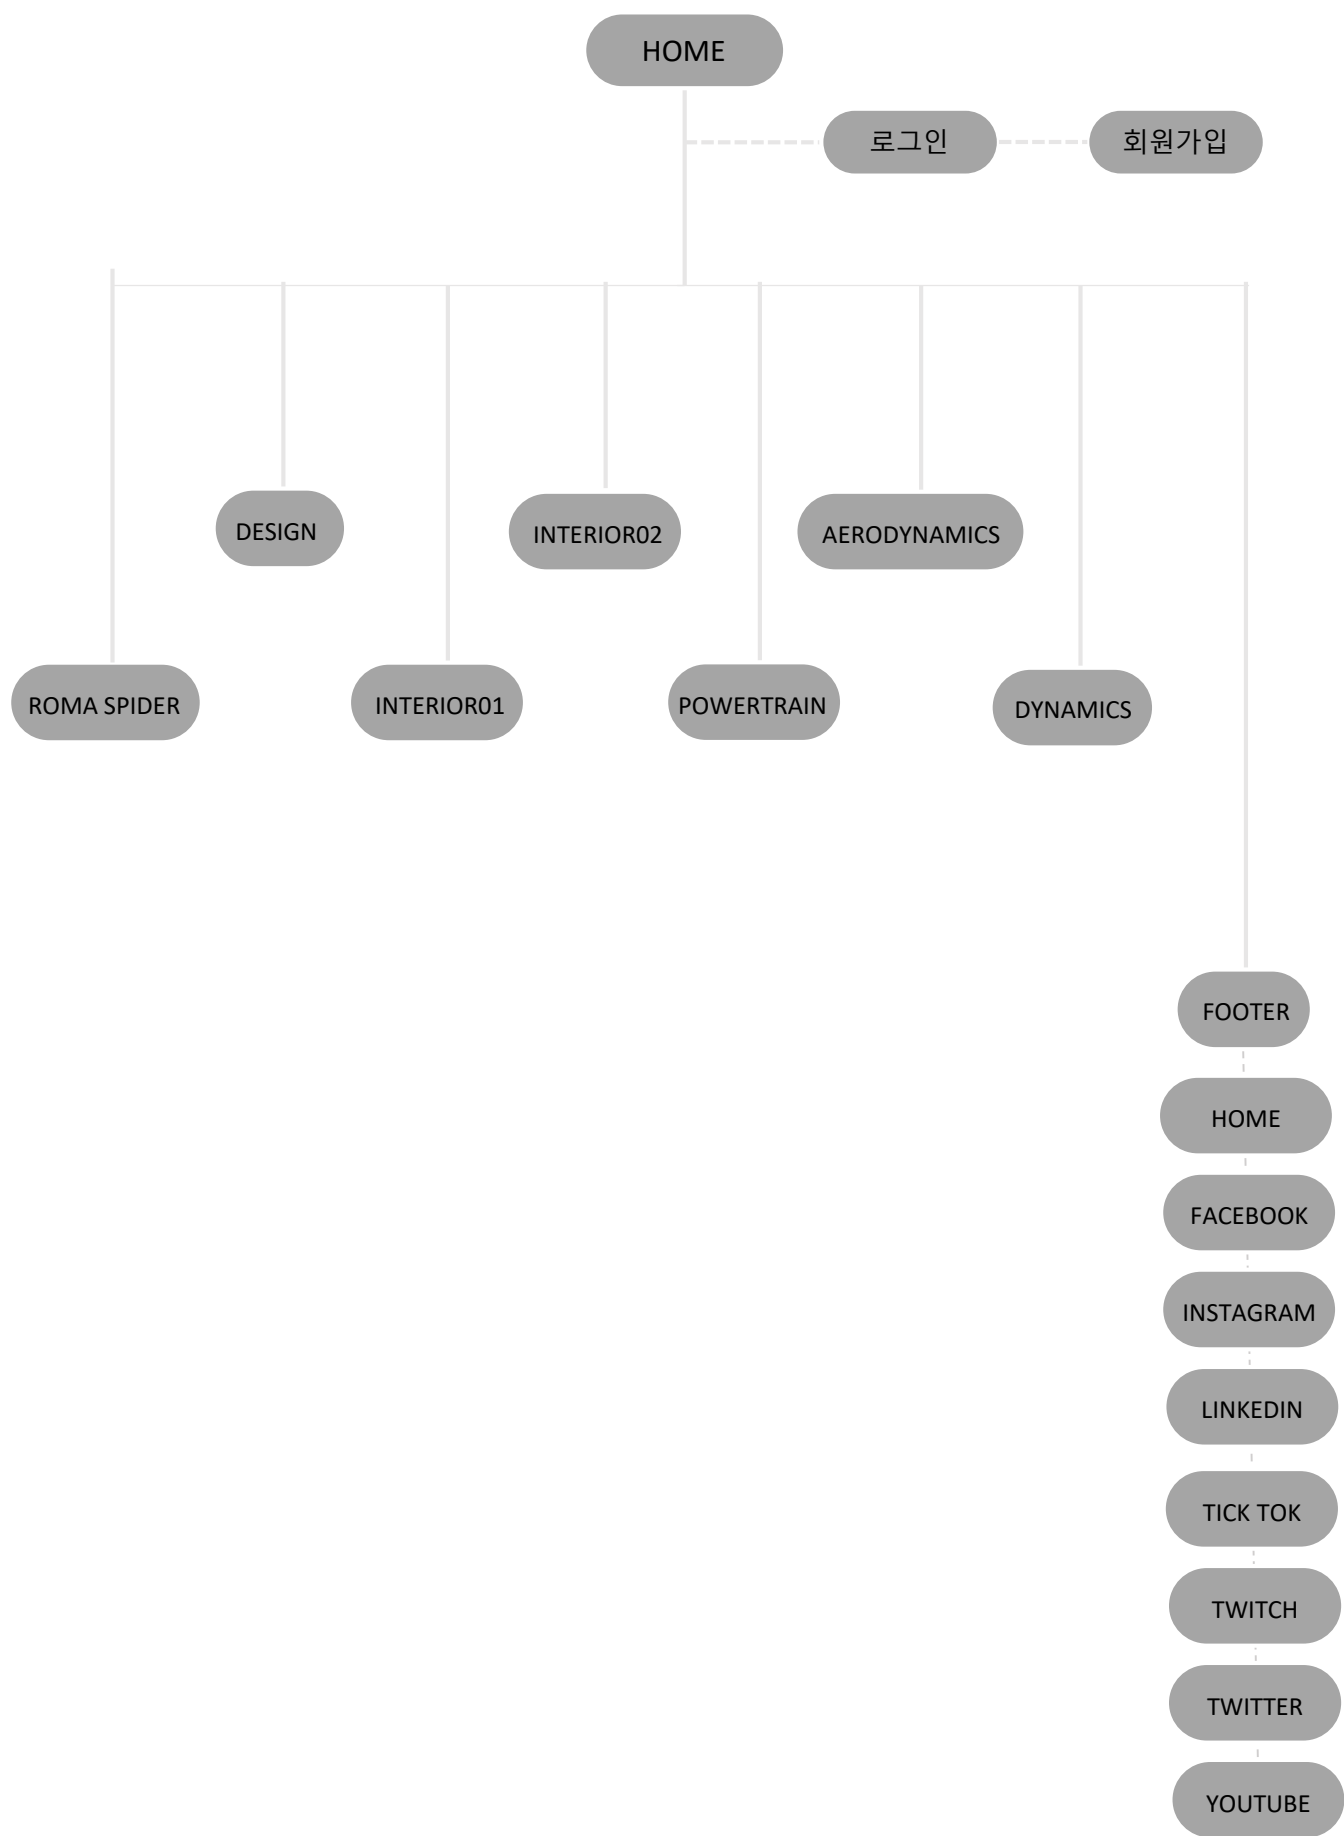 HOME
로그인
회원가입
DESIGN
INTERIOR02
AERODYNAMICS
ROMA SPIDER
INTERIOR01
POWERTRAIN
DYNAMICS
FOOTER
HOME
FACEBOOK
INSTAGRAM
LINKEDIN
TICK TOK
TWITCH
TWITTER
YOUTUBE